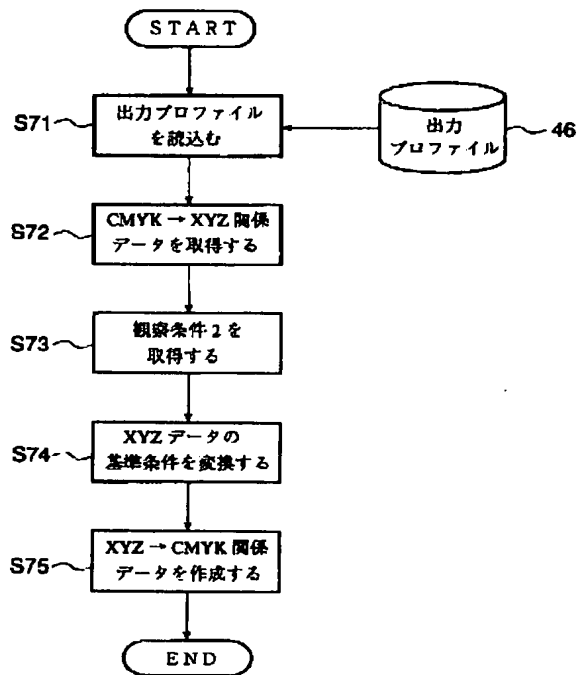 START
S71
出力プロファイル
を読込む
出力
プロファイル
46
S72
CMYK → XYZ 関係
データを取得する
S73
観察条件2を
取得する
S74
XYZ データの
基準条件を変換する
S75
XYZ → CMYK 関係
データを作成する
END